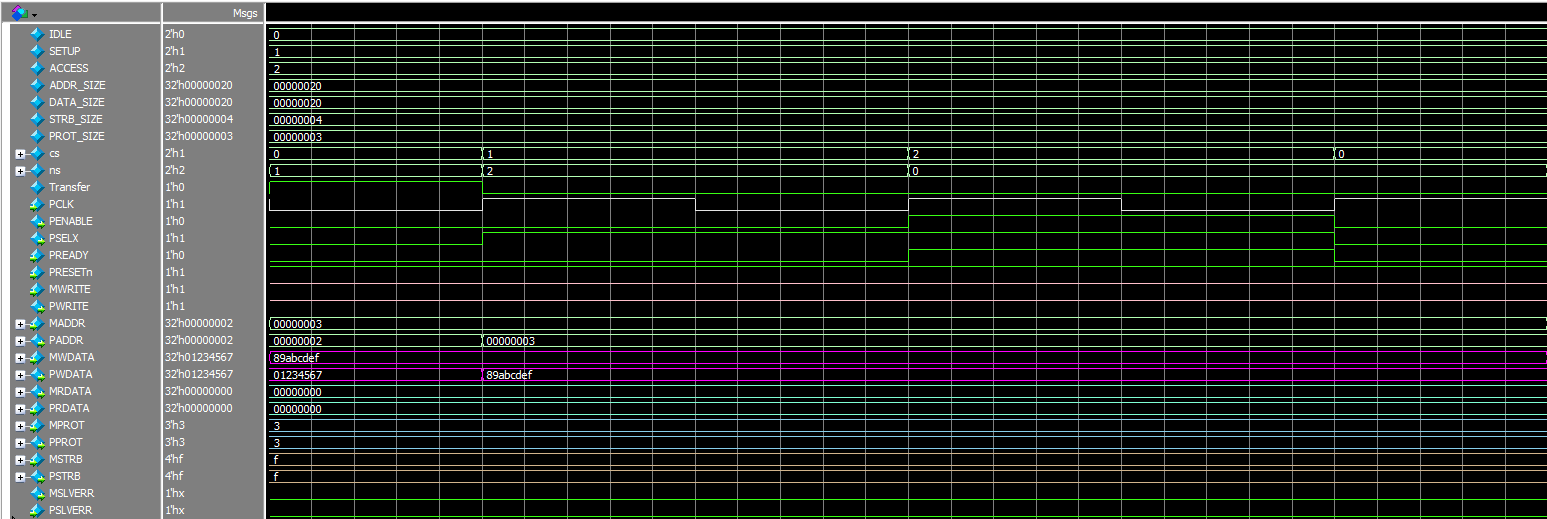 Msgs
IDLE 2'h0 0
SETUP 2'h1 1
ACCESS 2'h2 2
ADDR_SIZE 32'h00000020 00000020
DATA_SIZE 32'h00000020 00000020
STRB_SIZE 32'h00000004 00000004
PROT_SIZE 32'h00000003 00000003
cs 2'h1 0 1 2 0
ns 2'h2 1 2 0
Transfer 1'h0
PCLK 1'h1
PENABLE 1'h0
PSELX 1'h1
PREADY 1'h0
PRESETn 1'h1
MWRITE 1'h1
PWRITE 1'h1
MADDR 32'h00000002 00000003
PADDR 32'h00000002 00000002 00000003
MWDATA 32'h01234567 89abcdef
PWDATA 32'h01234567 01234567 89abcdef
MRDATA 32'h00000000 00000000
PRDATA 32'h00000000 00000000
MPROT 3'h3 3
PPROT 3'h3 3
MSTRB 4'hf f
PSTRB 4'hf f
MSLVERR 1'hx
PSLVERR 1'hx